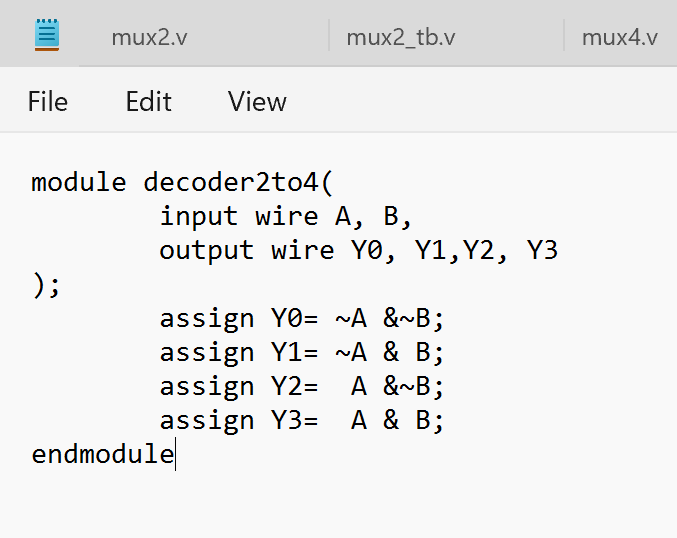 mux2.v mux2_tb.v mux4.v
File Edit View
module decoder2to4(
        input wire A, B,
        output wire Y0, Y1,Y2, Y3
);
        assign Y0= ~A &~B;
        assign Y1= ~A & B;
        assign Y2=  A &~B;
        assign Y3=  A & B;
endmodule